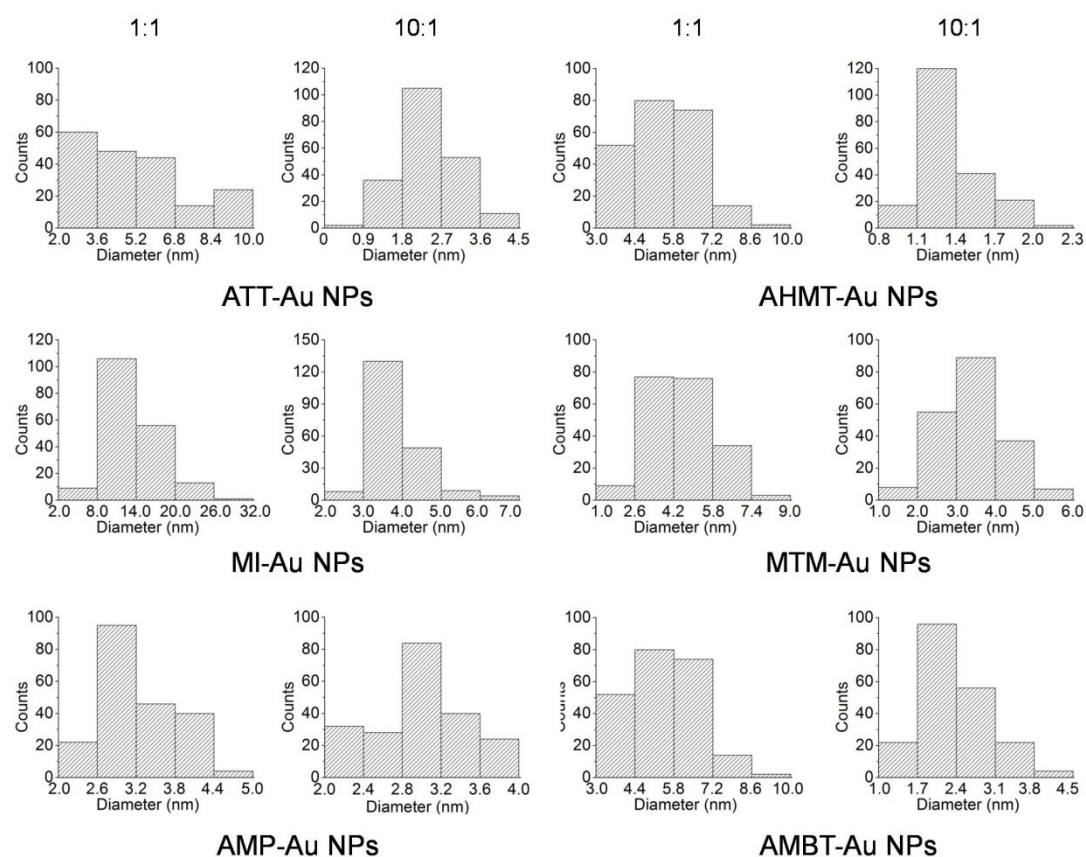 1:1 10:1 1:1 10:1
100
80
60
40
20
0
Counts
2.0 3.6 5.2 6.8 8.4 10.0
Diameter (nm)
100
80
60
40
20
0
Counts
0 0.9 1.8 2.7 3.6 4.5
Diameter (nm)
ATT-Au NPs
100
80
60
40
20
0
Counts
3.0 4.4 5.8 7.2 8.6 10.0
Diameter (nm)
120
100
80
60
40
20
0
Counts
0.8 1.1 1.4 1.7 2.0 2.3
Diameter (nm)
AHMT-Au NPs
120
100
80
60
40
20
0
Counts
2.0 8.0 14.0 20.0 26.0 32.0
Diameter (nm)
150
120
90
60
30
0
Counts
2.0 3.0 4.0 5.0 6.0 7.0
Diameter (nm)
MI-Au NPs
100
80
60
40
20
0
Counts
1.0 2.6 4.2 5.8 7.4 9.0
Diameter (nm)
100
80
60
40
20
0
Counts
1.0 2.0 3.0 4.0 5.0 6.0
Diameter (nm)
MTM-Au NPs
100
80
60
40
20
0
Counts
2.0 2.6 3.2 3.8 4.4 5.0
Diameter (nm)
100
80
60
40
20
0
Counts
2.0 2.4 2.8 3.2 3.6 4.0
Diameter (nm)
AMP-Au NPs
100
80
60
40
20
0
Counts
3.0 4.4 5.8 7.2 8.6 10.0
Diameter (nm)
100
80
60
40
20
0
Counts
1.0 1.7 2.4 3.1 3.8 4.5
Diameter (nm)
AMBT-Au NPs